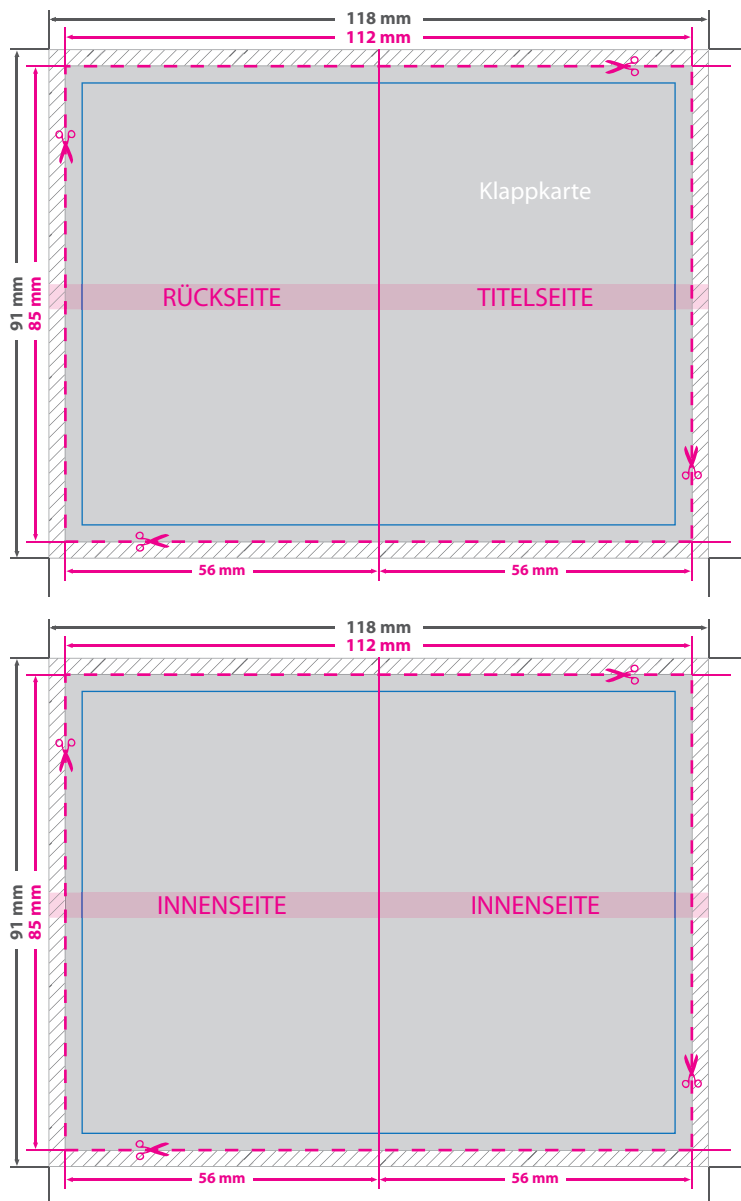 118 mm
112 mm
Klappkarte
91 mm
85 mm
RÜCKSEITE
TITELSEITE
56 mm
56 mm
118 mm
112 mm
91 mm
85 mm
INNENSEITE
INNENSEITE
56 mm
56 mm